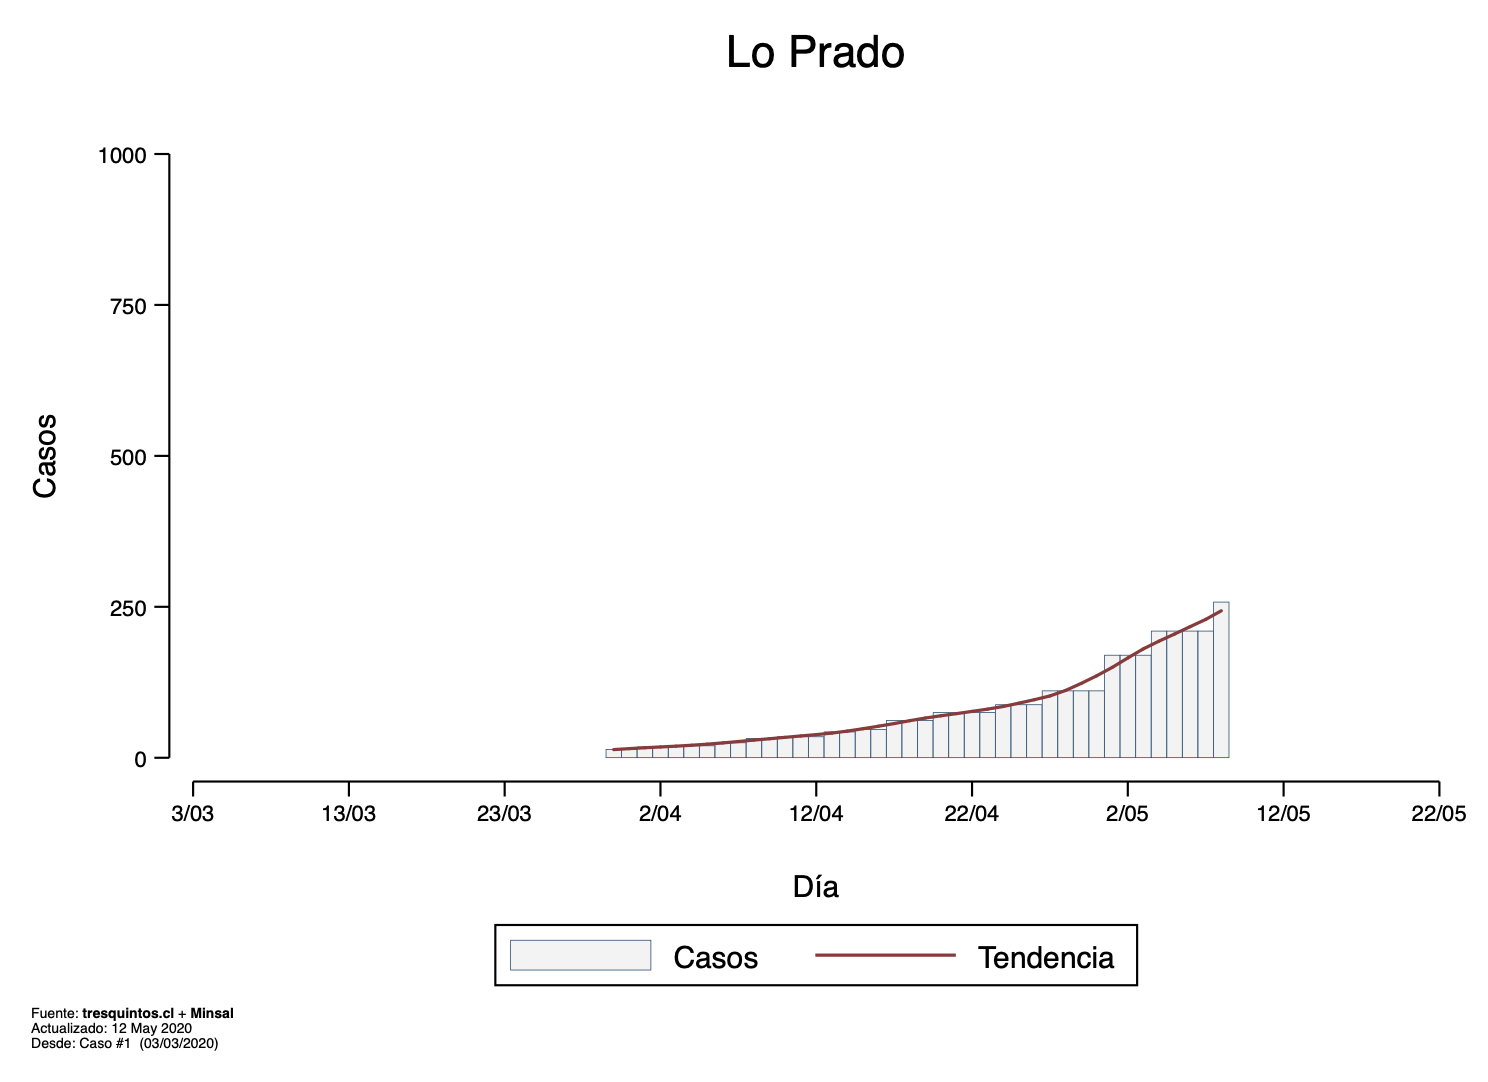 Lo Prado
1000
750
500
250
0
Casos
3/03 13/03 23/03 2/04 12/04 22/04 2/05 12/05 22/05
Día
Casos Tendencia
Fuente: tresquintos.cl + Minsal
Actualizado: 12 May 2020
Desde: Caso #1 (03/03/2020)